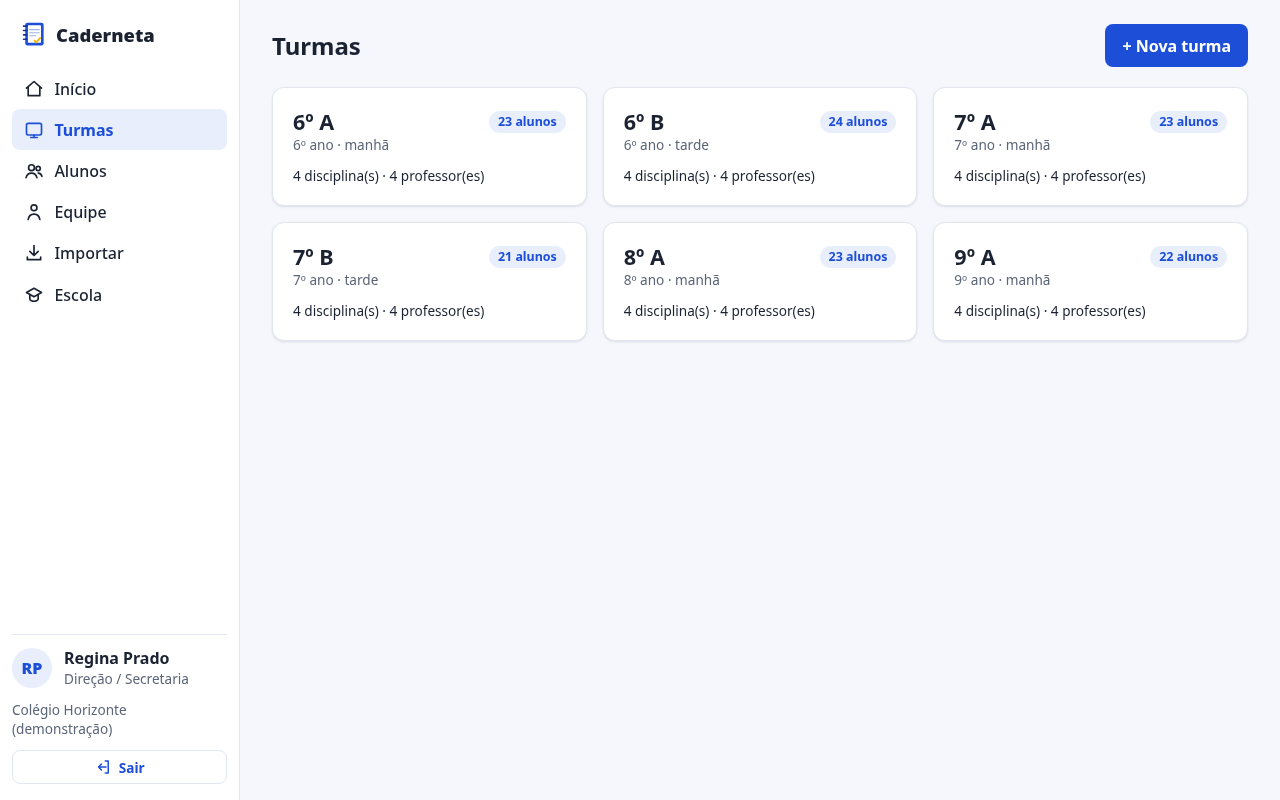 Caderneta
Início
Turmas
Alunos
Equipe
Importar
Escola
RP
Regina Prado
Direção / Secretaria
Colégio Horizonte
(demonstração)
Sair
Turmas
+ Nova turma
6º A
23 alunos
6º ano · manhã
4 disciplina(s) · 4 professor(es)
6º B
24 alunos
6º ano · tarde
4 disciplina(s) · 4 professor(es)
7º A
23 alunos
7º ano · manhã
4 disciplina(s) · 4 professor(es)
7º B
21 alunos
7º ano · tarde
4 disciplina(s) · 4 professor(es)
8º A
23 alunos
8º ano · manhã
4 disciplina(s) · 4 professor(es)
9º A
22 alunos
9º ano · manhã
4 disciplina(s) · 4 professor(es)